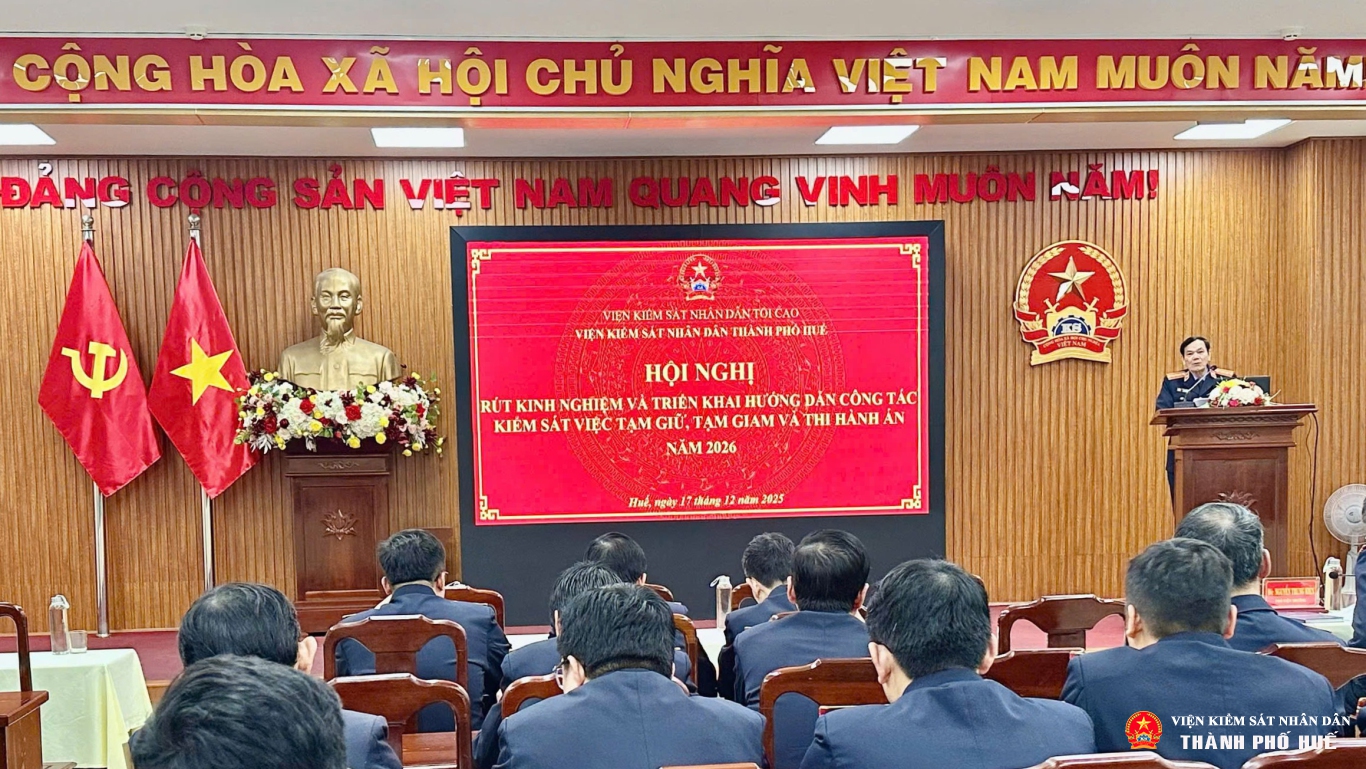 CỘNG HÒA XÃ HỘI CHỦ NGHĨA VIỆT NAM MUÔN NĂM
ĐẢNG CỘNG SẢN VIỆT NAM QUANG VINH MUÔN NĂM!
VIỆN KIỂM SÁT NHÂN DÂN TỐI CAO
VIỆN KIỂM SÁT NHÂN DÂN THÀNH PHỐ HUẾ
HỘI NGHỊ
RÚT KINH NGHIỆM VÀ TRIỂN KHAI HƯỚNG DẪN CÔNG TÁC
KIỂM SÁT VIỆC TẠM GIỮ, TẠM GIAM VÀ THI HÀNH ÁN
NĂM 2026
Huế, ngày 17 tháng 12 năm 2025
KS
VIỆT NAM
VIỆN KIỂM SÁT NHÂN DÂN
THÀNH PHỐ HUẾ